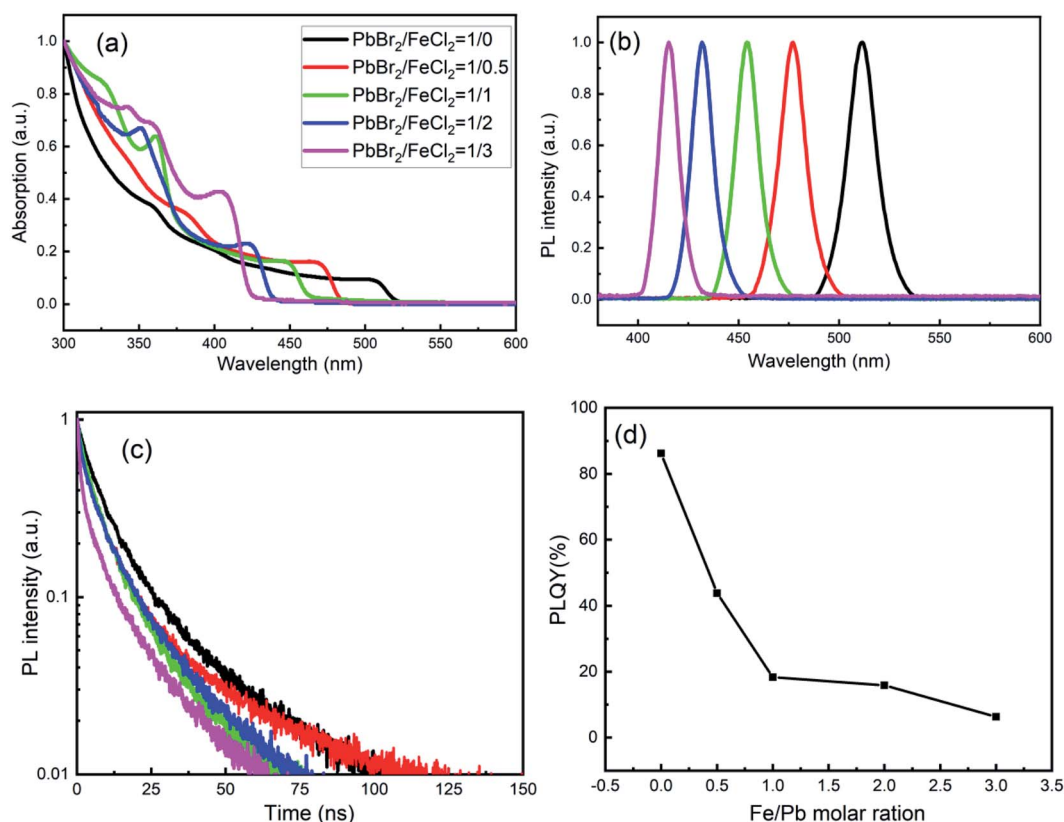 (a)
PbBr2/FeCl2=1/0
PbBr2/FeCl2=1/0.5
PbBr2/FeCl2=1/1
PbBr2/FeCl2=1/2
PbBr2/FeCl2=1/3
1.0
0.8
0.6
0.4
0.2
0.0
Absorption (a.u.)
300 350 400 450 500 550 600
Wavelength (nm)
(b)
1.0
0.8
0.6
0.4
0.2
0.0
PL intensity (a.u.)
400 450 500 550 600
Wavelength (nm)
(c)
1
0.1
0.01
PL intensity (a.u.)
0 25 50 75 100 125 150
Time (ns)
(d)
100
80
60
40
20
0
PLQY(%)
-0.5 0.0 0.5 1.0 1.5 2.0 2.5 3.0 3.5
Fe/Pb molar ration